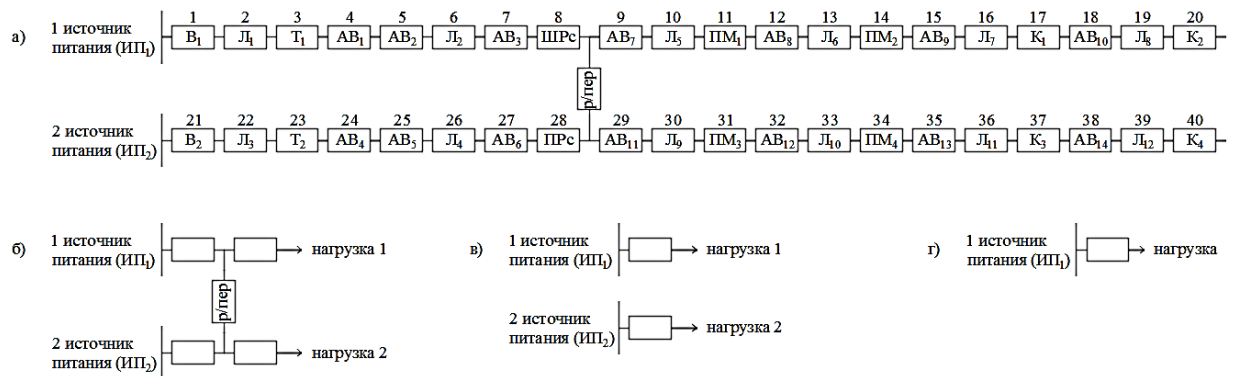 а)
1 источник
питания (ИП₁)
1 2 3 4 5 6 7 8 9 10 11 12 13 14 15 16 17 18 19 20
В₁ Л₁ Т₁ АВ₁ АВ₂ Л₂ АВ₃ ШРс АВ₇ Л₅ ПМ₁ АВ₈ Л₆ ПМ₂ АВ₉ Л₇ К₁ АВ₁₀ Л₈ К₂
р/пер
2 источник
питания (ИП₂)
21 22 23 24 25 26 27 28 29 30 31 32 33 34 35 36 37 38 39 40
В₂ Л₃ Т₂ АВ₄ АВ₅ Л₄ АВ₆ ПРс АВ₁₁ Л₉ ПМ₃ АВ₁₂ Л₁₀ ПМ₄ АВ₁₃ Л₁₁ К₃ АВ₁₄ Л₁₂ К₄
б)
1 источник
питания (ИП₁)
нагрузка 1
р/пер
2 источник
питания (ИП₂)
нагрузка 2
в)
1 источник
питания (ИП₁)
нагрузка 1
2 источник
питания (ИП₂)
нагрузка 2
г)
1 источник
питания (ИП₁)
нагрузка